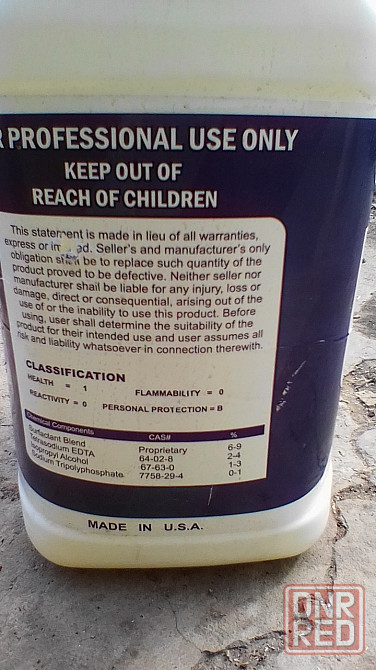 R PROFESSIONAL USE ONLY
KEEP OUT OF
REACH OF CHILDREN
This statement is made in lieu of all warranties,
express or im ed. Seller's and manufacturer's only
obligation shall be to replace such quantity of the
product proved to be defective. Neither seller nor
manufacturer shall be liable for any injury, loss or
damage, direct or consequential, arising out of the
use of or the inability to use this product. Before
using, user shall determine the suitability of the
product for their intended use and user assumes all
risk and liability whatsoever in connection therewith.
CLASSIFICATION
HEALTH = 1 FLAMMABILITY = 0
REACTIVITY = 0 PERSONAL PROTECTION = B
Chemical Components CAS# %
Surfactant Blend Proprietary 6-9
Tetrasodium EDTA 64-02-8 2-4
Isopropyl Alcohol 67-63-0 1-3
Sodium Tripolyphosphate 7758-29-4 0-1
MADE IN U.S.A.
DNR
RED